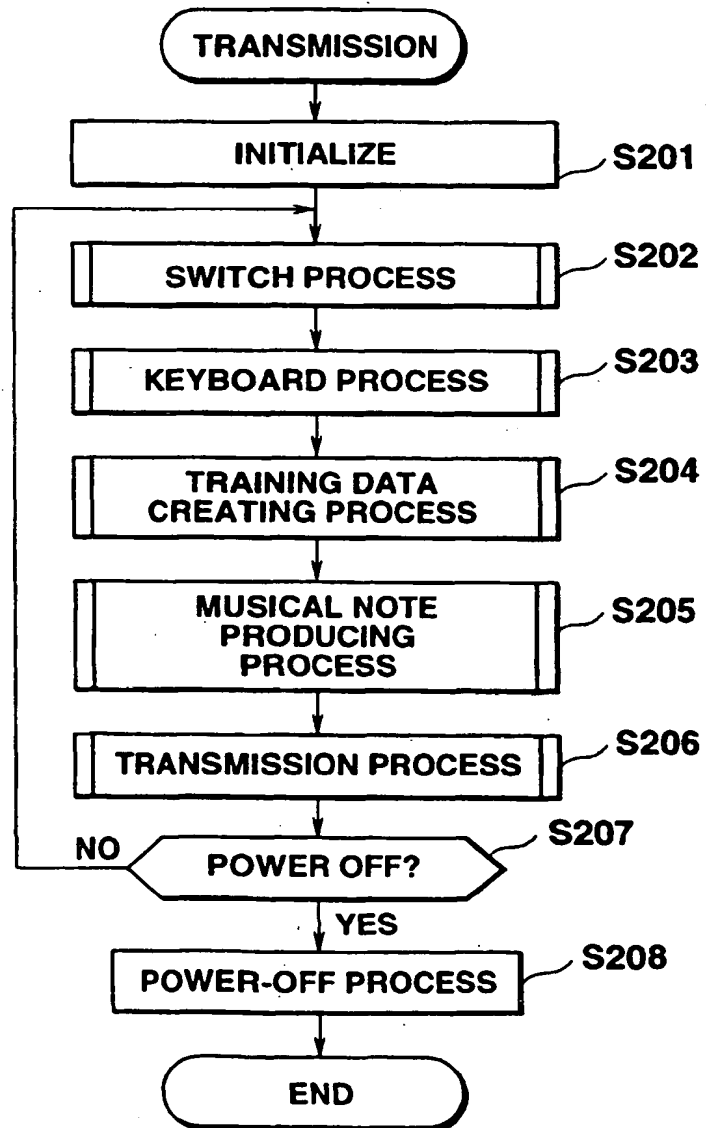 TRANSMISSION
INITIALIZE
S201
SWITCH PROCESS
S202
KEYBOARD PROCESS
S203
TRAINING DATA
CREATING PROCESS
S204
MUSICAL NOTE
PRODUCING
PROCESS
S205
TRANSMISSION PROCESS
S206
NO
POWER OFF?
S207
YES
POWER-OFF PROCESS
S208
END